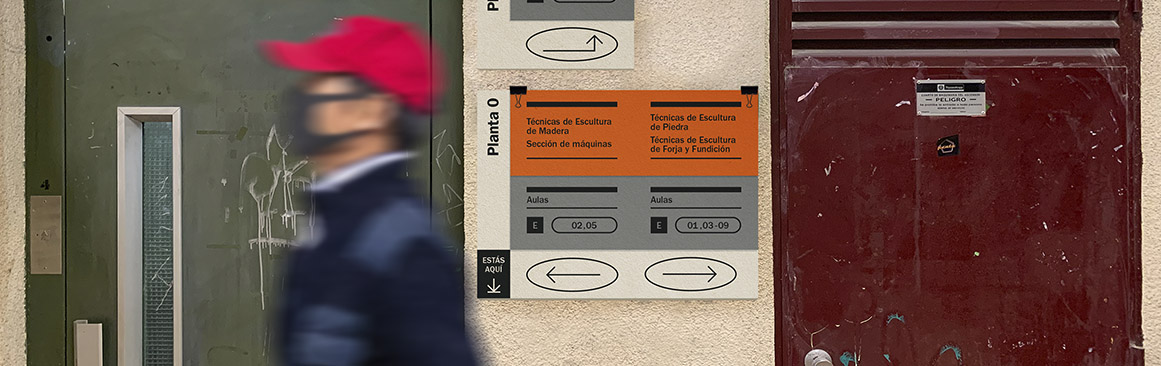 Planta 0
Técnicas de Escultura
de Madera
Sección de máquinas
Técnicas de Escultura
de Piedra
Técnicas de Escultura
de Forja y Fundición
Aulas
E
02,05
Aulas
E
01,03-09
ESTÁS
AQUÍ
PELIGRO